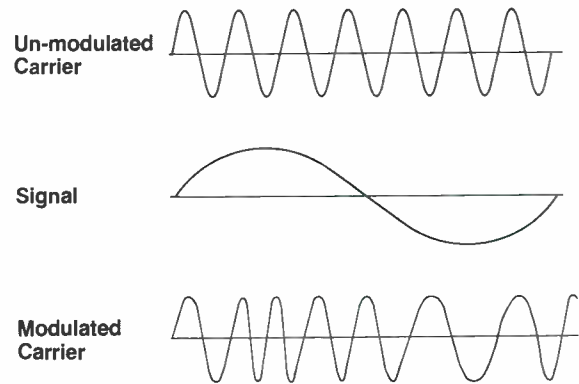 Un-modulated
Carrier
Signal
Modulated
Carrier